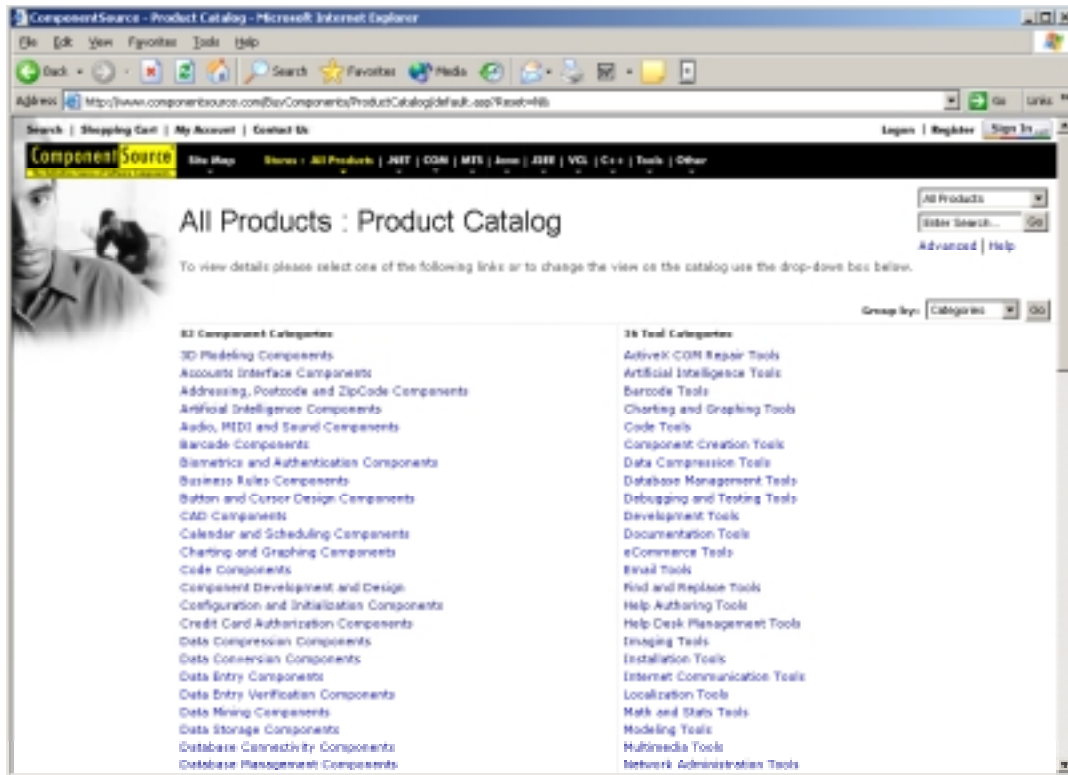 ComponentSource - Product Catalog - Microsoft Internet Explorer
File Edit View Favorites Tools Help
Back Search Favorites Media
Address http://www.componentsource.com/BuyComponents/ProductCatalog/default.asp? Go Links
Search | Shopping Cart | My Account | Contact Us Logon | Register Sign In
ComponentSource Site Map Stores : All Products | .NET | COM | MTS | Java | J2EE | VCL | C++ | Tools | Other
All Products
All Products : Product Catalog
Enter Search... Go
Advanced | Help
To view details please select one of the following links or to change the view on the catalog use the drop-down box below.
Group by: Categories Go
82 Component Categories
3D Modeling Components
Accounts Interface Components
Addressing, Postcode and ZipCode Components
Artificial Intelligence Components
Audio, MIDI and Sound Components
Barcode Components
Biometrics and Authentication Components
Business Rules Components
Button and Cursor Design Components
CAD Components
Calendar and Scheduling Components
Charting and Graphing Components
Code Components
Component Development and Design
Configuration and Initialization Components
Credit Card Authorization Components
Data Compression Components
Data Conversion Components
Data Entry Components
Data Entry Verification Components
Data Mining Components
Data Storage Components
Database Connectivity Components
Database Management Components
36 Tool Categories
ActiveX COM Repair Tools
Artificial Intelligence Tools
Barcode Tools
Charting and Graphing Tools
Code Tools
Component Creation Tools
Data Compression Tools
Database Management Tools
Debugging and Testing Tools
Development Tools
Documentation Tools
eCommerce Tools
Email Tools
Find and Replace Tools
Help Authoring Tools
Help Desk Management Tools
Imaging Tools
Installation Tools
Internet Communication Tools
Localization Tools
Math and Stats Tools
Modeling Tools
Multimedia Tools
Network Administration Tools